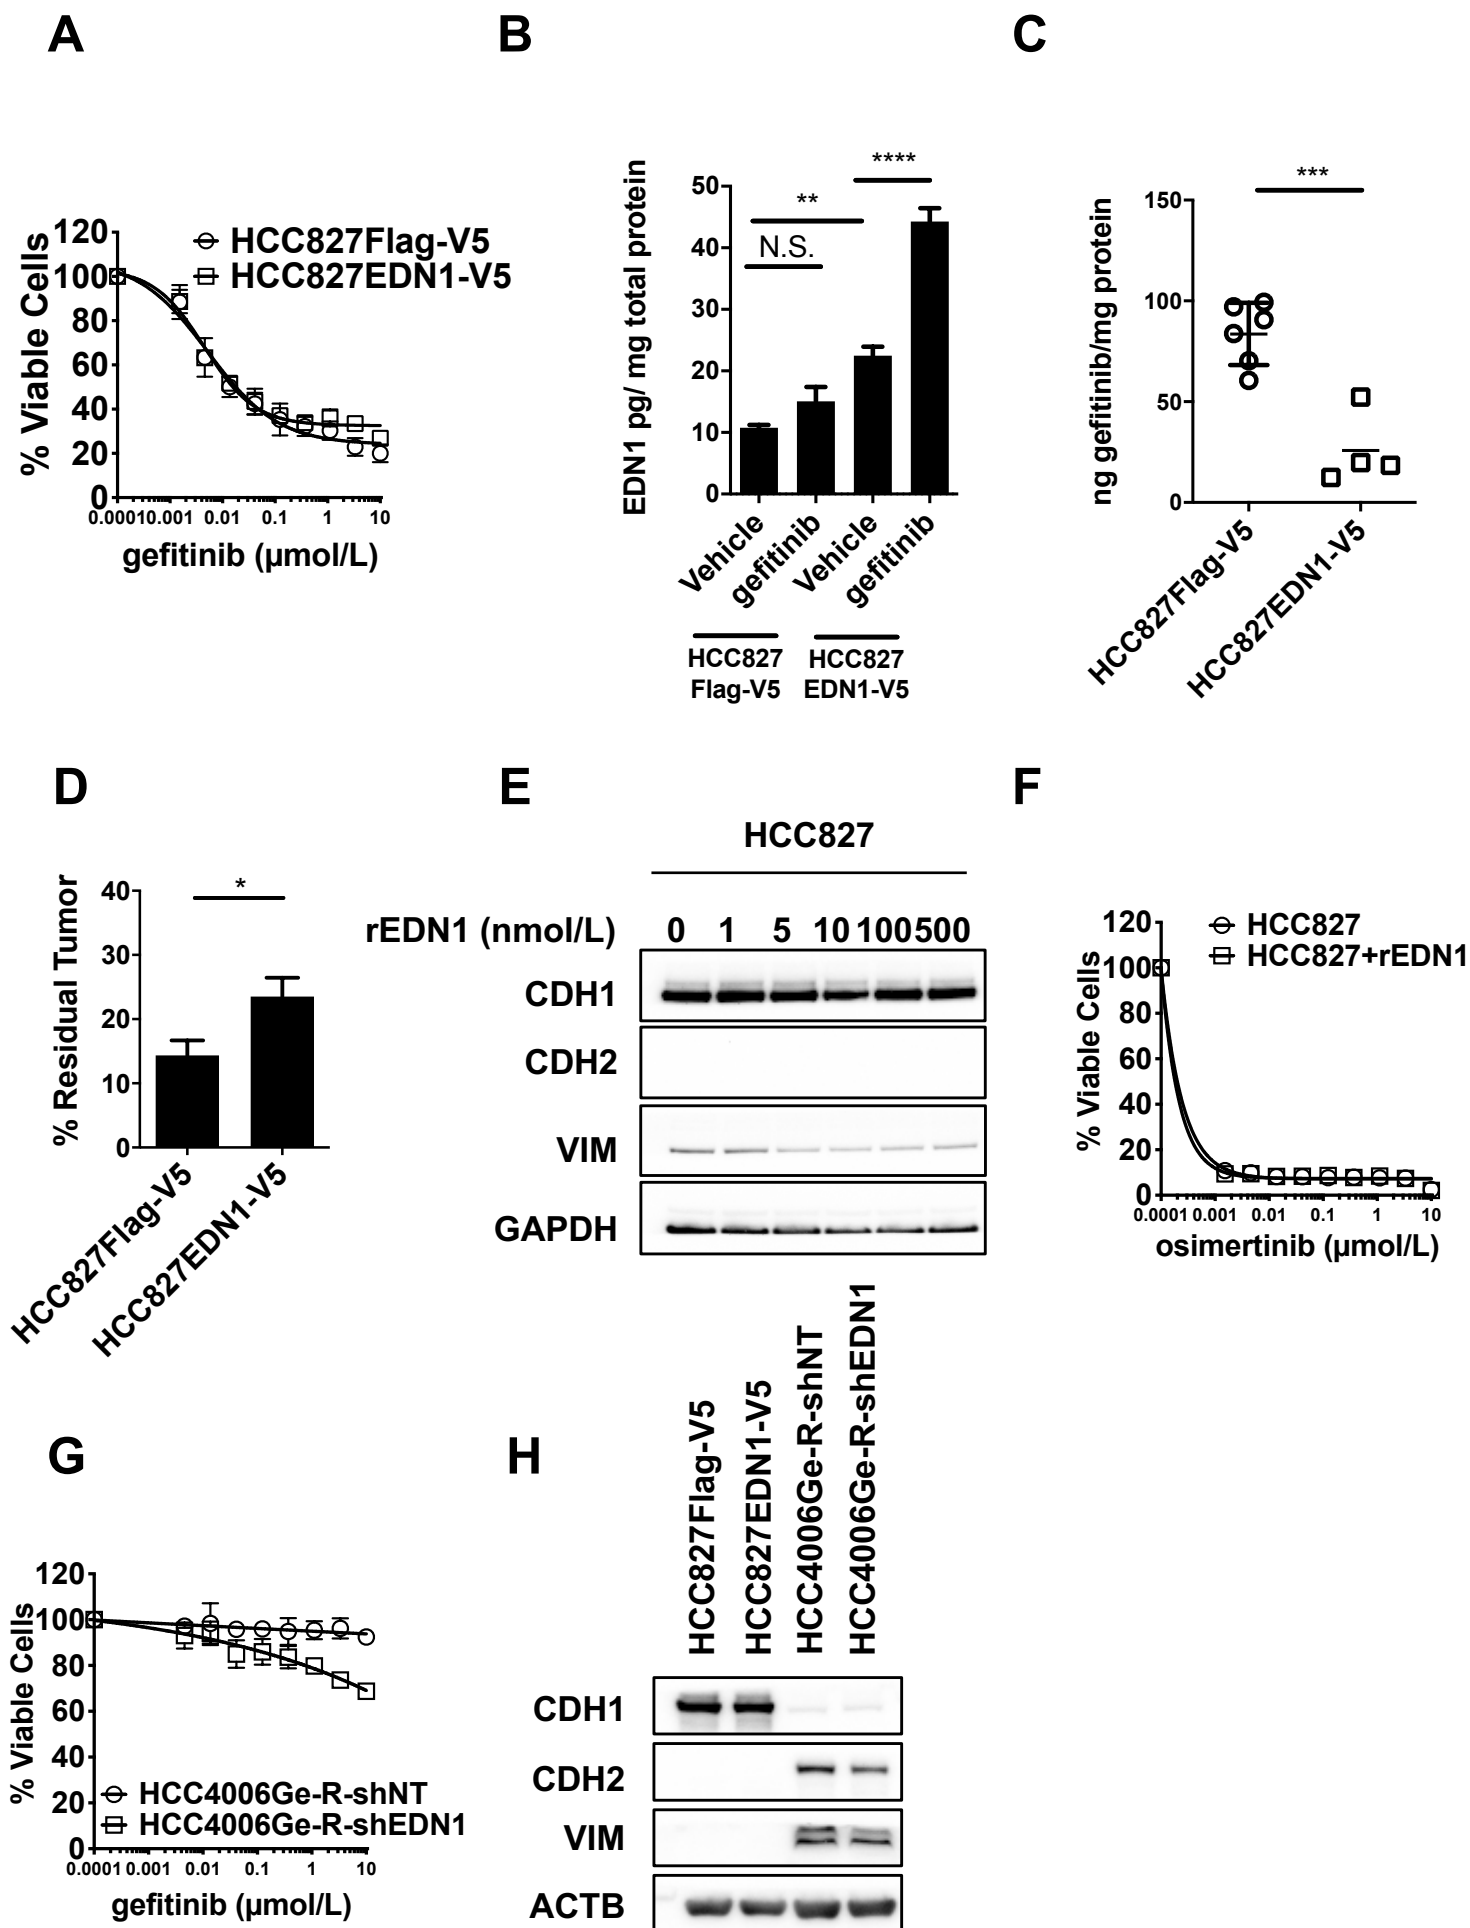 A
B
C
% Viable Cells
120
100
80
60
40
20
0
HCC827Flag-V5
HCC827EDN1-V5
0.0001 0.001 0.01 0.1 1 10
gefitinib (µmol/L)
EDN1 pg/ mg total protein
50
40
30
20
10
0
****
**
N.S.
Vehicle
gefitinib
Vehicle
gefitinib
HCC827 HCC827
Flag-V5 EDN1-V5
ng gefitinib/mg protein
150
100
50
0
***
HCC827Flag-V5
HCC827EDN1-V5
D
E
F
% Residual Tumor
40
30
20
10
0
*
HCC827Flag-V5
HCC827EDN1-V5
HCC827
rEDN1 (nmol/L) 0 1 5 10 100 500
CDH1
CDH2
VIM
GAPDH
% Viable Cells
120
100
80
60
40
20
0
HCC827
HCC827+rEDN1
0.0001 0.001 0.01 0.1 1 10
osimertinib (µmol/L)
G
H
% Viable Cells
120
100
80
60
40
20
0
HCC4006Ge-R-shNT
HCC4006Ge-R-shEDN1
0.0001 0.001 0.01 0.1 1 10
gefitinib (µmol/L)
HCC827Flag-V5
HCC827EDN1-V5
HCC4006Ge-R-shNT
HCC4006Ge-R-shEDN1
CDH1
CDH2
VIM
ACTB